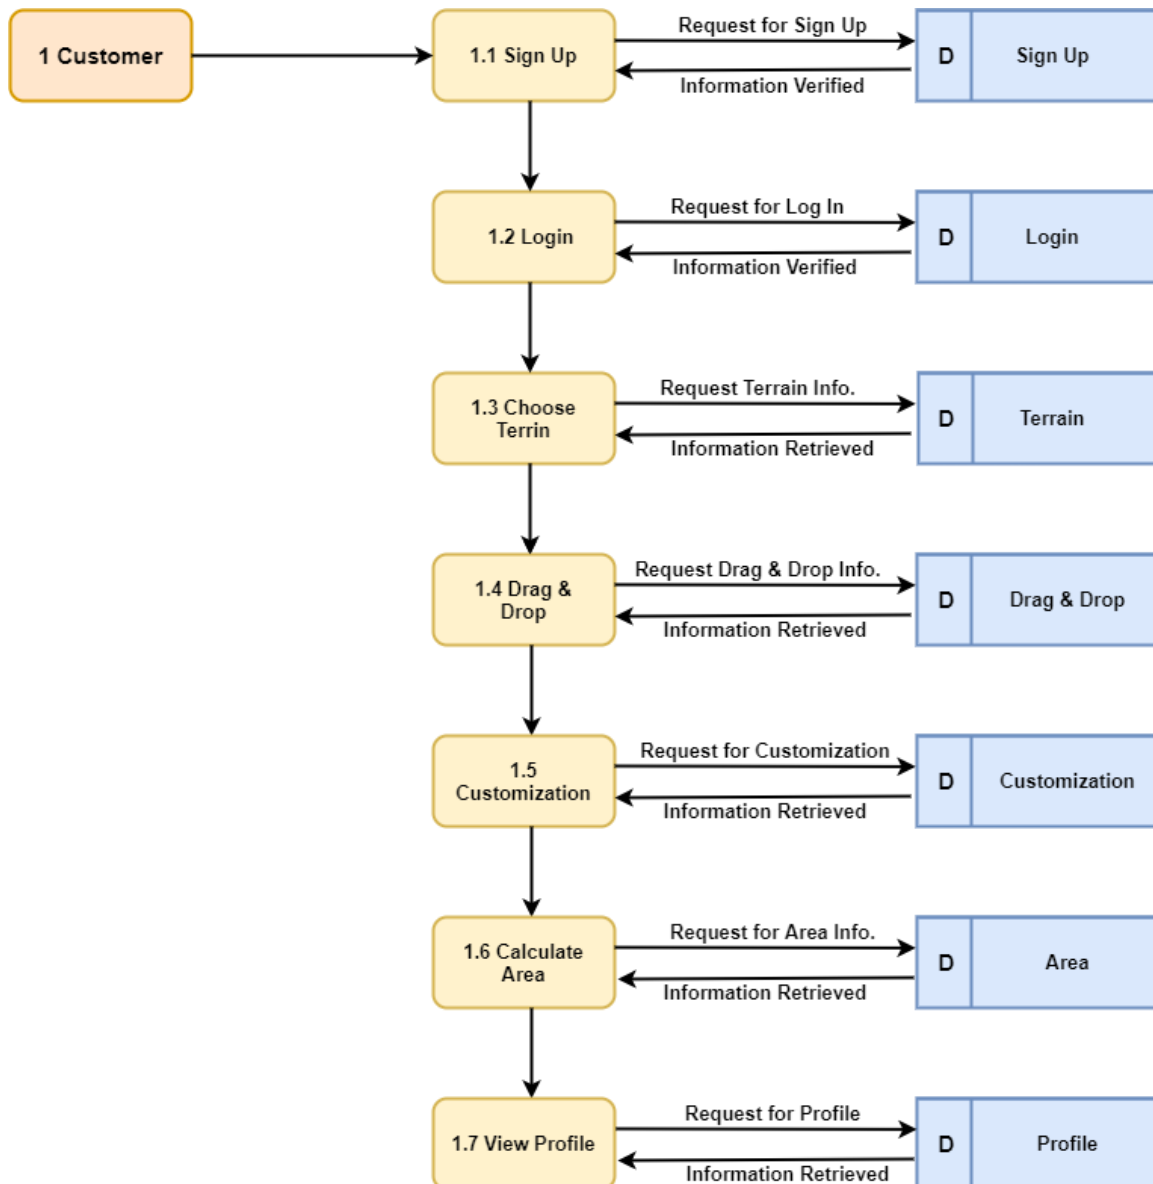 1 Customer
1.1 Sign Up
Request for Sign Up
Information Verified
D
Sign Up
1.2 Login
Request for Log In
Information Verified
D
Login
1.3 Choose
Terrin
Request Terrain Info.
Information Retrieved
D
Terrain
1.4 Drag &
Drop
Request Drag & Drop Info.
Information Retrieved
D
Drag & Drop
1.5
Customization
Request for Customization
Information Retrieved
D
Customization
1.6 Calculate
Area
Request for Area Info.
Information Retrieved
D
Area
1.7 View Profile
Request for Profile
Information Retrieved
D
Profile